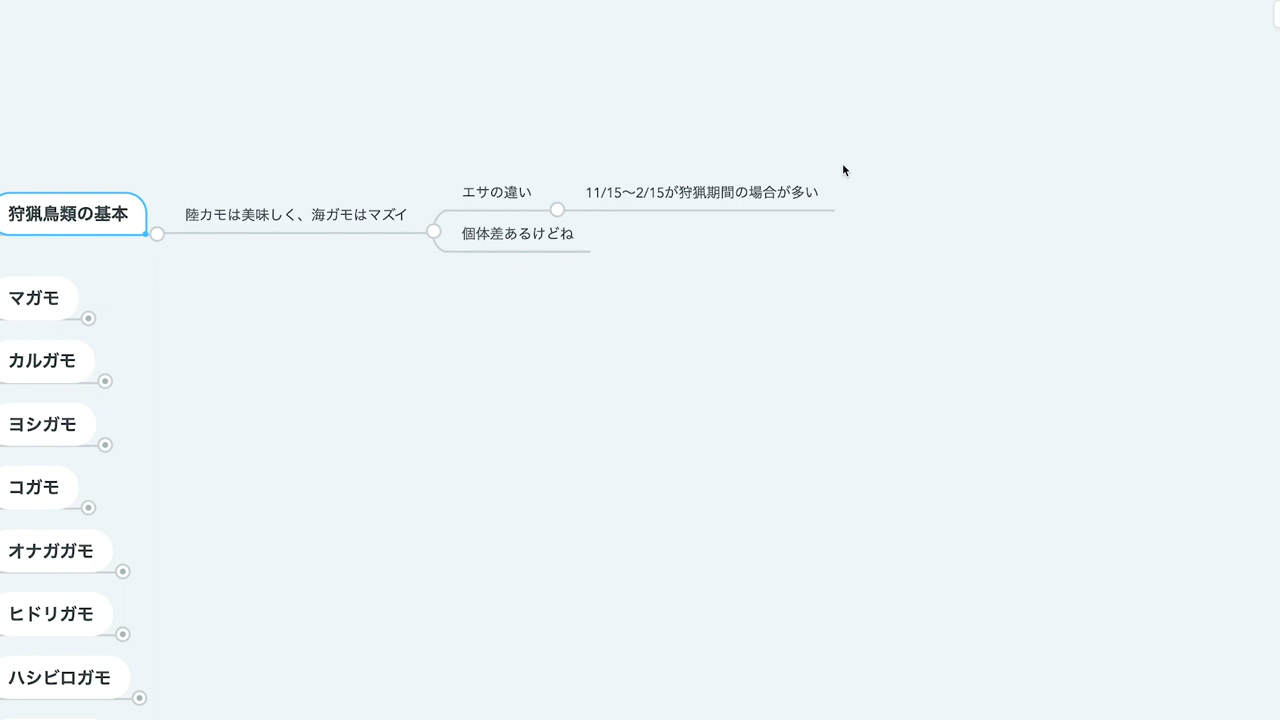 狩猟鳥類の基本
陸カモは美味しく、海ガモはマズイ
エサの違い
11/15〜2/15が狩猟期間の場合が多い
個体差あるけどね
マガモ
カルガモ
ヨシガモ
コガモ
オナガガモ
ヒドリガモ
ハシビロガモ